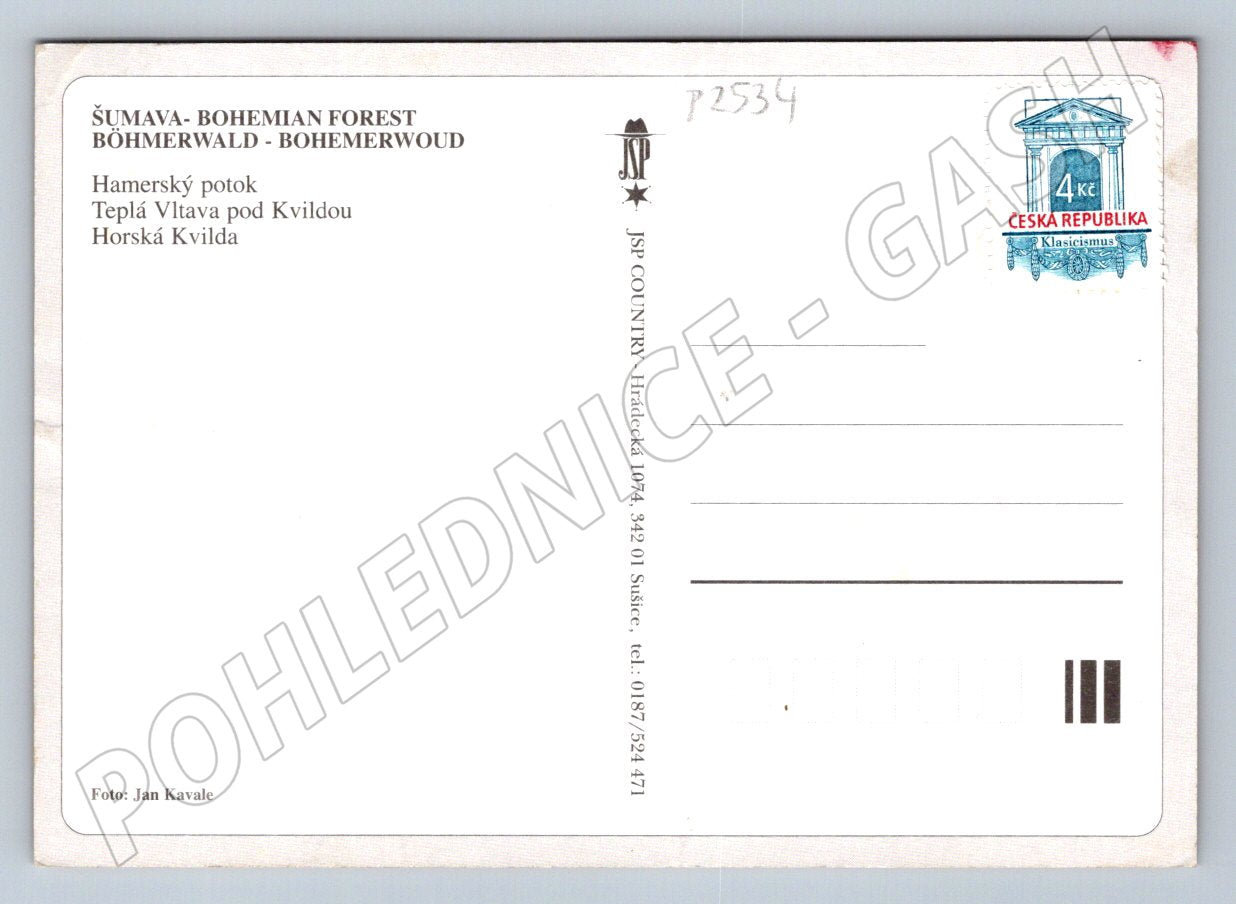 ŠUMAVA- BOHEMIAN FOREST
BÖHMERWALD - BOHEMERWOUD
Hamerský potok
Teplá Vltava pod Kvildou
Horská Kvilda
Foto: Jan Kavale
P2534
JSP
JSP COUNTRY · Hrádecká 1074, 342 01 Sušice, tel.: 0187/524 471
4 Kč
ČESKÁ REPUBLIKA
Klasicismus
POHLEDNICE - GASH